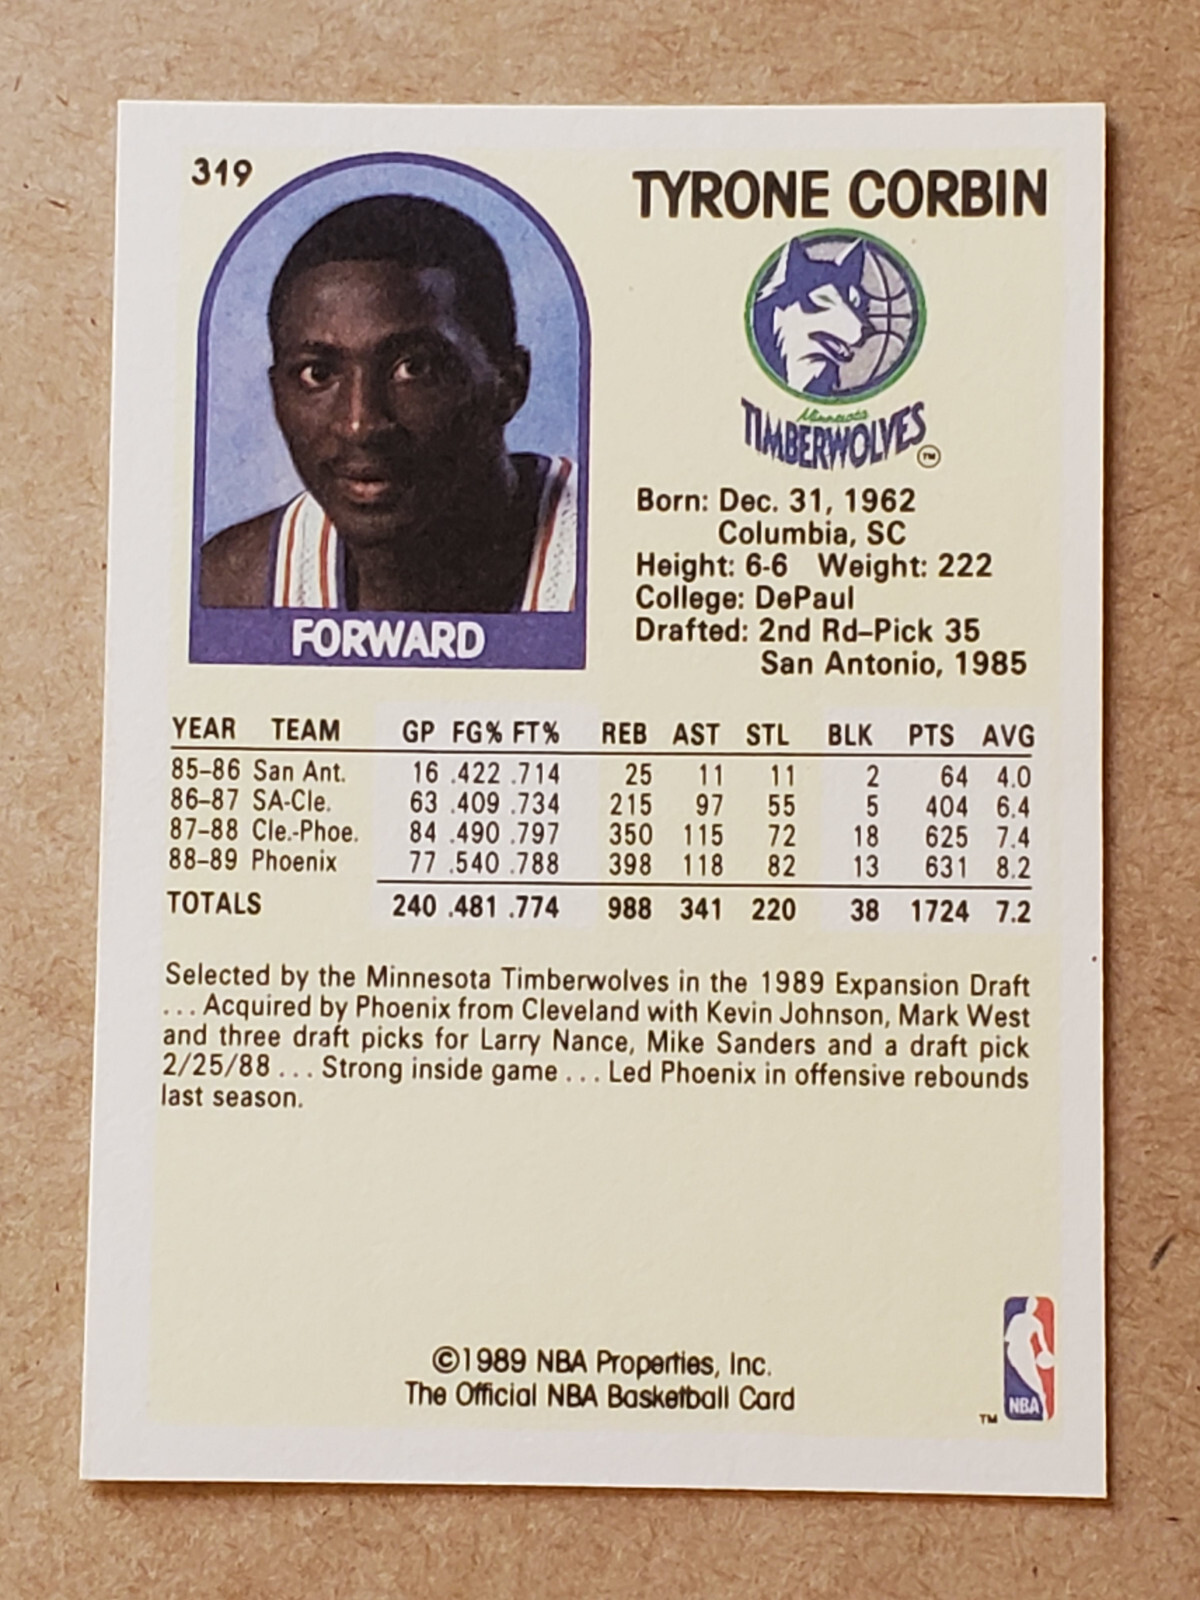 319
TYRONE CORBIN
Minnesota
TIMBERWOLVES
TM
Born: Dec. 31, 1962
Columbia, SC
Height: 6-6 Weight: 222
College: DePaul
Drafted: 2nd Rd–Pick 35
San Antonio, 1985
FORWARD
YEAR TEAM GP FG% FT% REB AST STL BLK PTS AVG
85–86 San Ant. 16 .422 .714 25 11 11 2 64 4.0
86–87 SA-Cle. 63 .409 .734 215 97 55 5 404 6.4
87–88 Cle.-Phoe. 84 .490 .797 350 115 72 18 625 7.4
88–89 Phoenix 77 .540 .788 398 118 82 13 631 8.2
TOTALS 240 .481 .774 988 341 220 38 1724 7.2
Selected by the Minnesota Timberwolves in the 1989 Expansion Draft
... Acquired by Phoenix from Cleveland with Kevin Johnson, Mark West
and three draft picks for Larry Nance, Mike Sanders and a draft pick
2/25/88 ... Strong inside game ... Led Phoenix in offensive rebounds
last season.
©1989 NBA Properties, Inc.
The Official NBA Basketball Card
TM
NBA